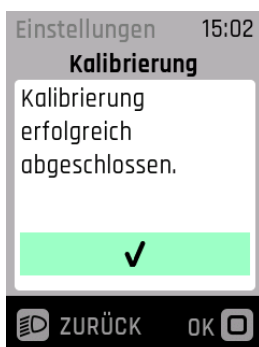 Einstellungen 15:02
Kalibrierung
Kalibrierung
erfolgreich
abgeschlossen.
ZURÜCK OK